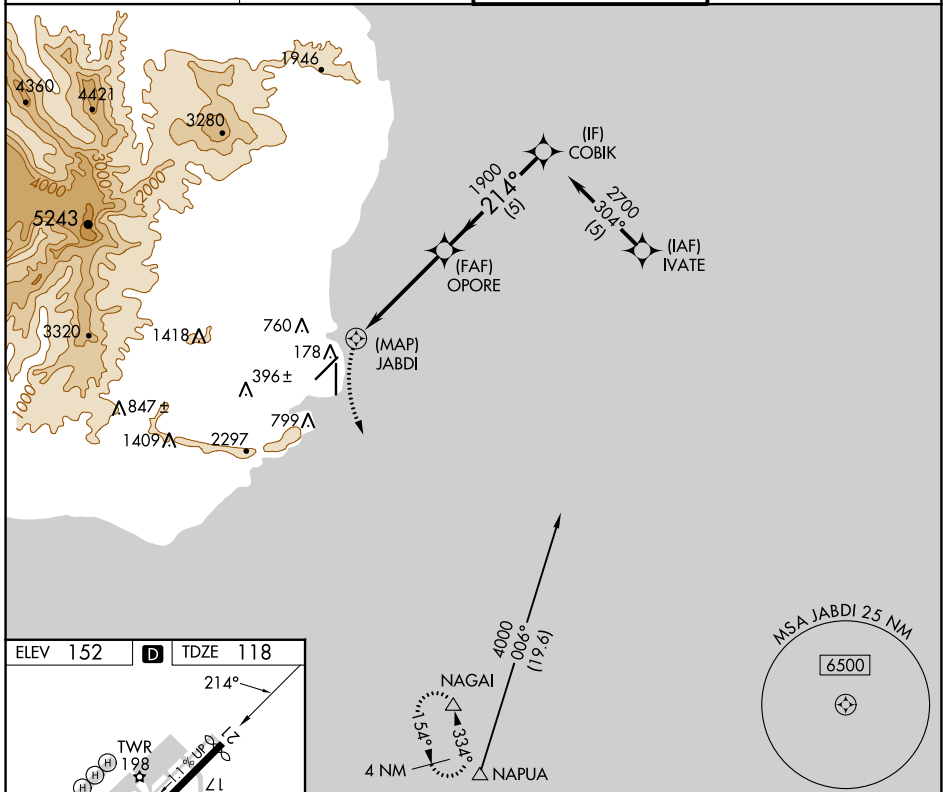 1946
4360
4421
3280
3000
4000
2000
5243
(IF)
COBIK
1900
214°
(5)
2700
304°
(5)
(IAF)
IVATE
(FAF)
OPORE
3320
1418
760
178
(MAP)
JABDI
396±
1000
847±
1409
2297
799
4000
006°
(19.6)
MSA JABDI 25 NM
6500
NAGAI
154°
334°
4 NM
NAPUA
ELEV 152 D TDZE 118
214°
21
TWR
198
1.1% UP
17
H
H
H